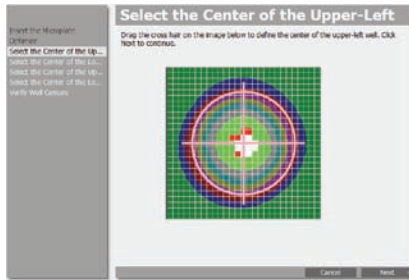 Select the Center of the Upper-Left
Insert the Microplate
Definition
Select the Center of the Up...
Select the Center of the Lo...
Select the Center of the Up...
Select the Center of the Lo...
Verify Well Centers
Drag the cross hair on the image below to define the center of the upper-left well. Click
Next to continue.
Cancel
Next